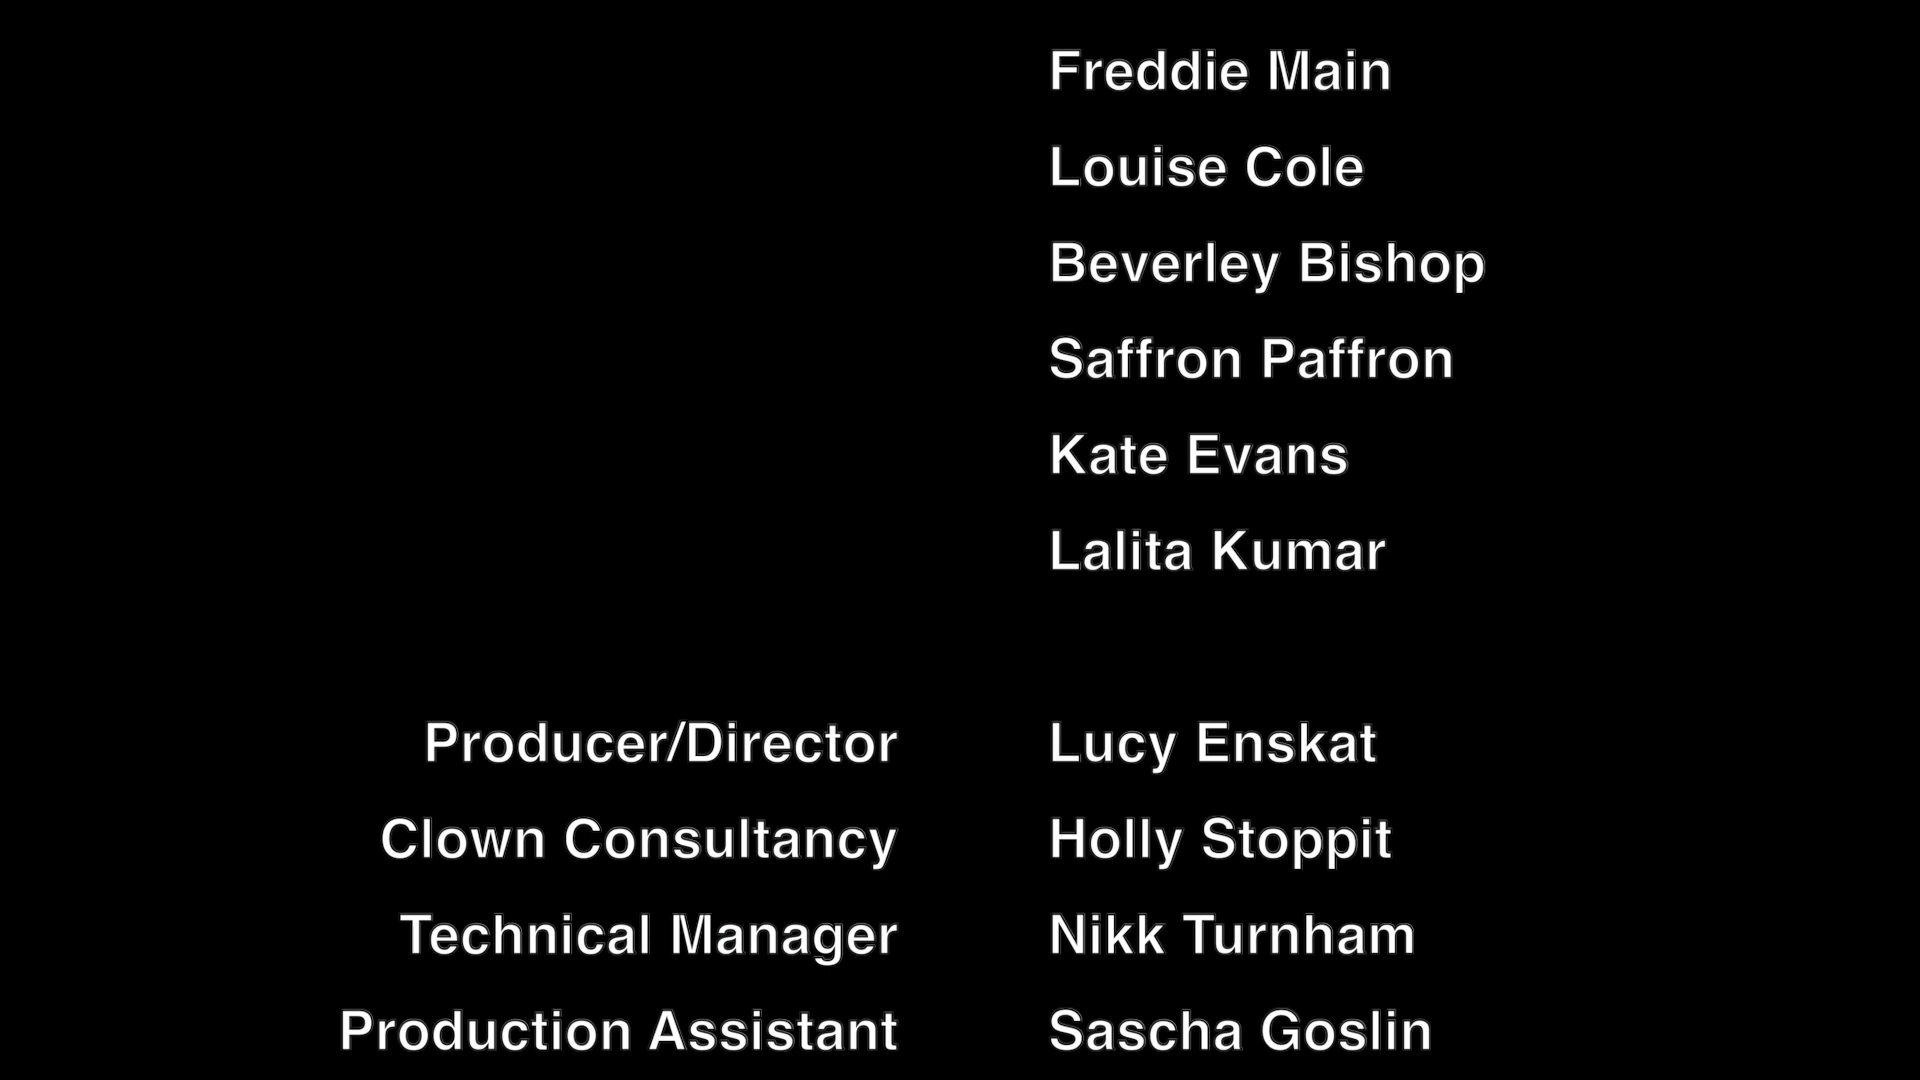 Freddie Main
Louise Cole
Beverley Bishop
Saffron Paffron
Kate Evans
Lalita Kumar
Producer/Director Lucy Enskat
Clown Consultancy Holly Stoppit
Technical Manager Nikk Turnham
Production Assistant Sascha Goslin